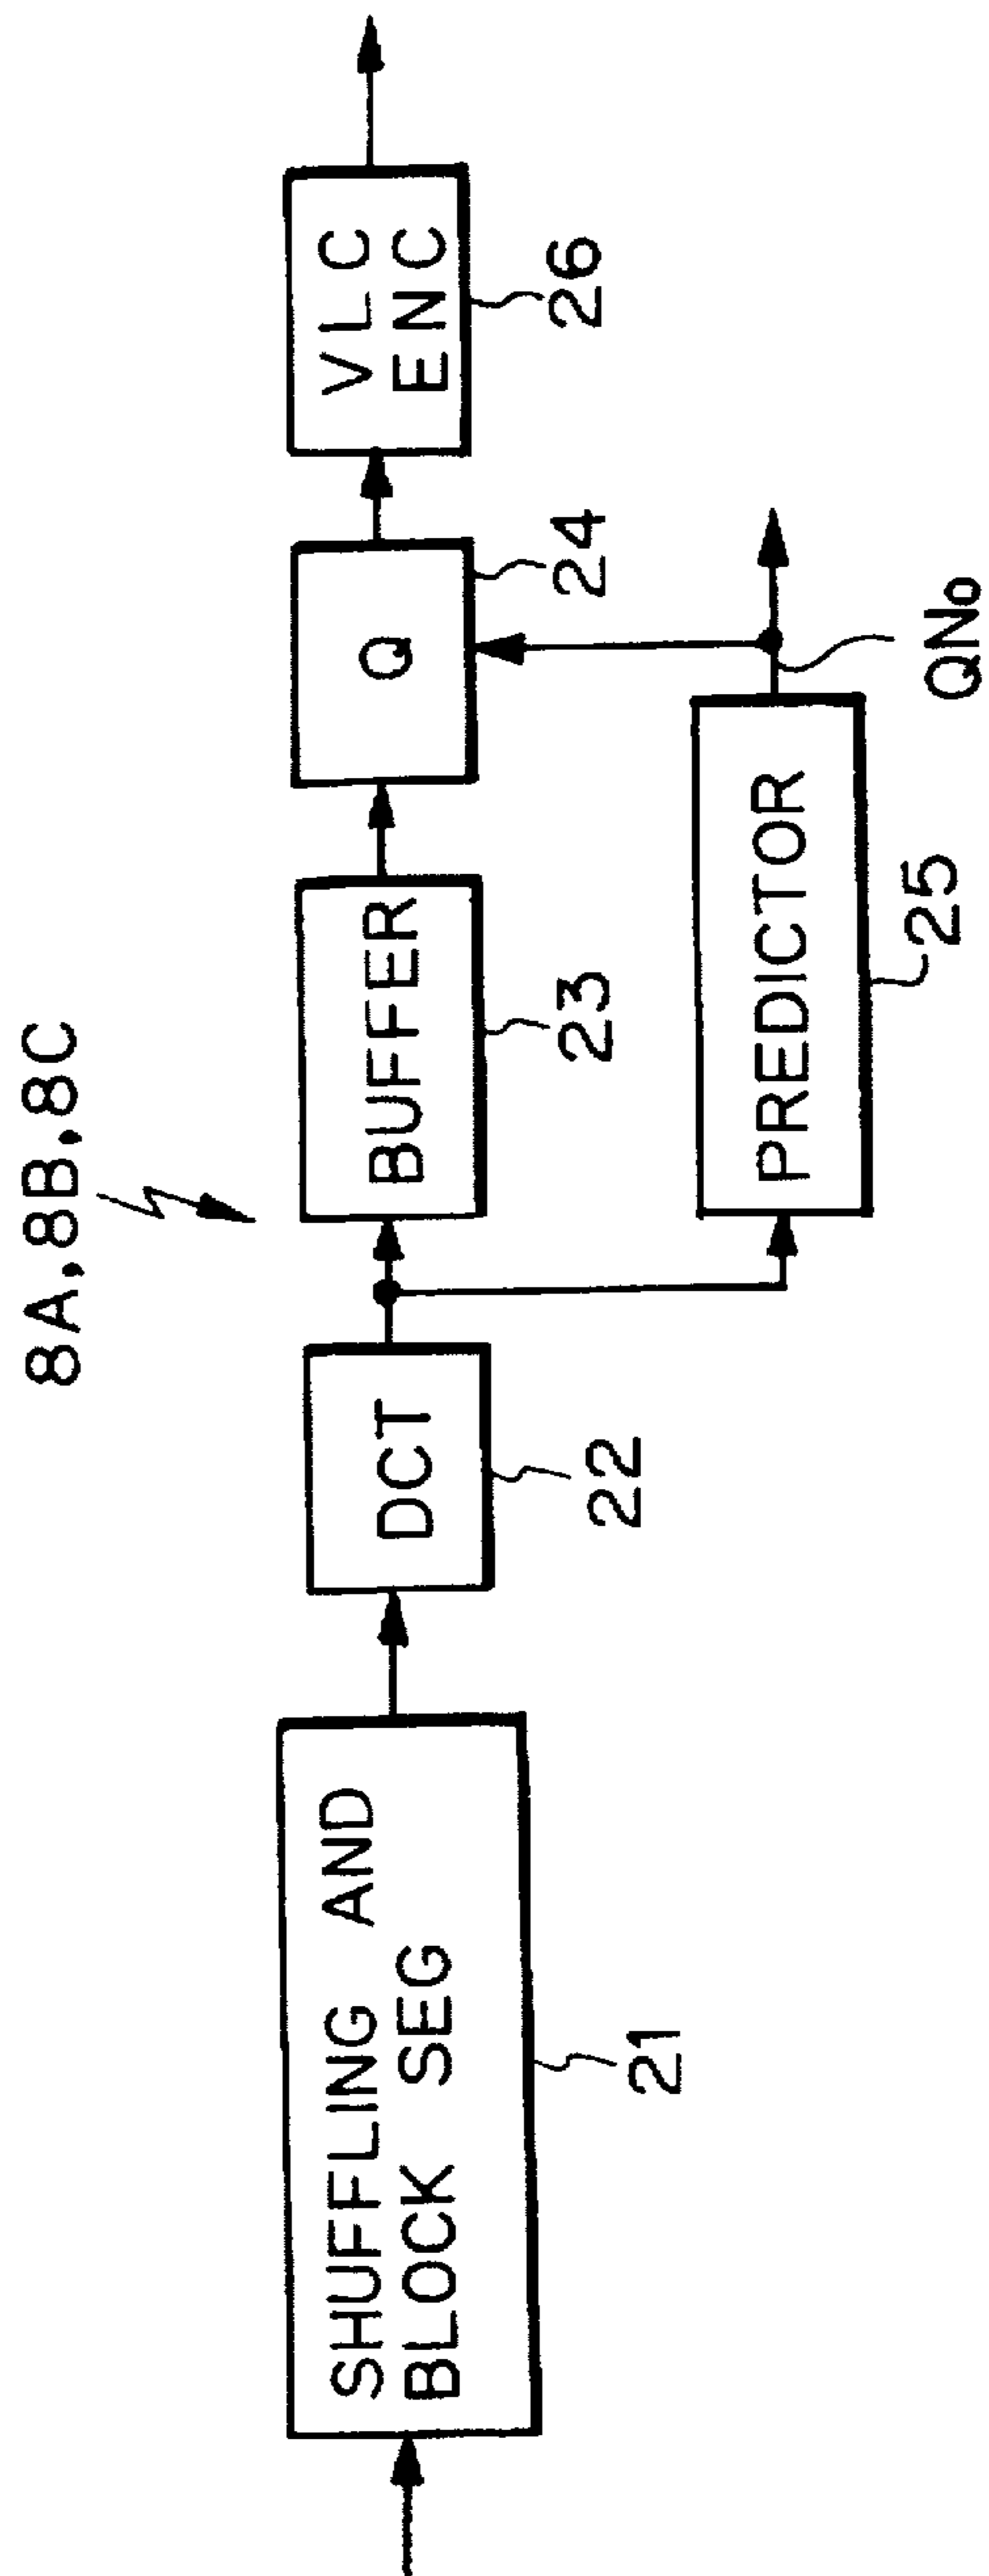 8A, 8B, 8C
SHUFFLING AND
BLOCK SEG
21
DCT
22
BUFFER
23
Q
24
VLC
ENC
26
PREDICTOR
25
QNo